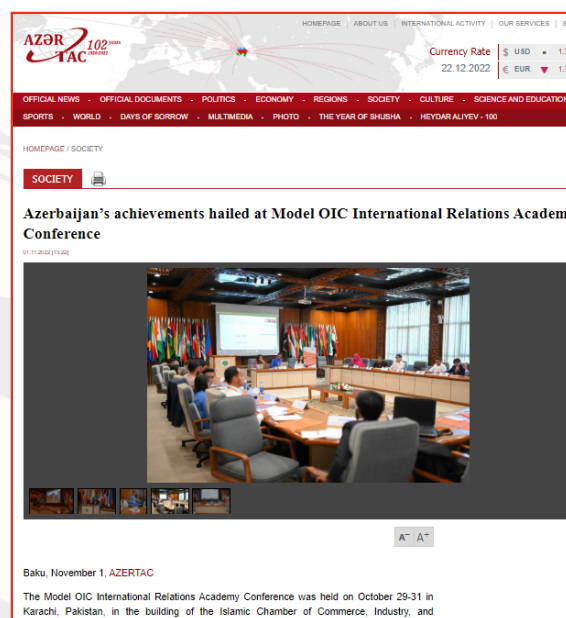 HOMEPAGE | ABOUT US | INTERNATIONAL ACTIVITY | OUR SERVICES | S
AZƏR
TAC
102 years
1920-2022
Currency Rate
$ USD
22.12.2022
€ EUR
OFFICIAL NEWS - OFFICIAL DOCUMENTS - POLITICS - ECONOMY - REGIONS - SOCIETY - CULTURE - SCIENCE AND EDUCATION
SPORTS - WORLD - DAYS OF SORROW - MULTIMEDIA - PHOTO - THE YEAR OF SHUSHA - HEYDAR ALIYEV - 100
HOMEPAGE / SOCIETY
SOCIETY
Azerbaijan's achievements hailed at Model OIC International Relations Academ
Conference
01.11.2022 [13:22]
A⁻ A⁺
Baku, November 1, AZERTAC
The Model OIC International Relations Academy Conference was held on October 29-31 in
Karachi, Pakistan, in the building of the Islamic Chamber of Commerce, Industry, and